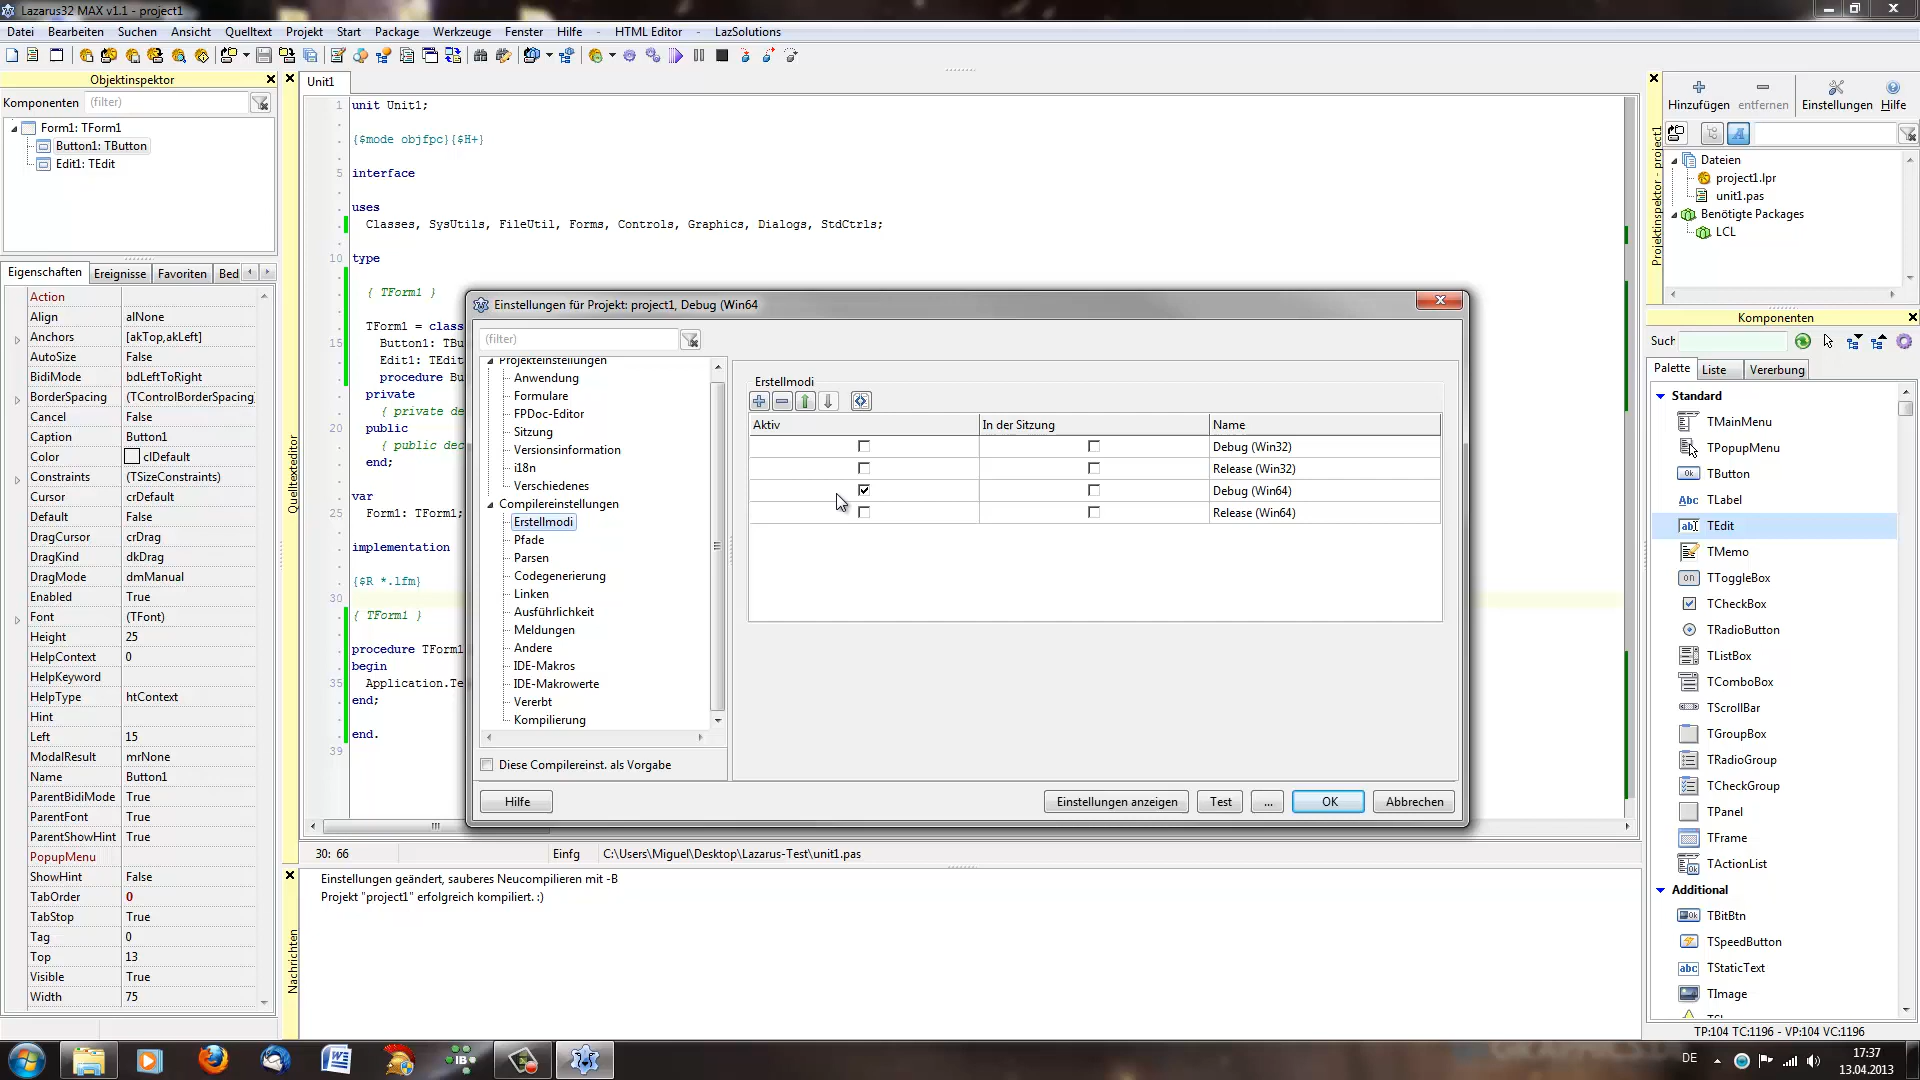 Lazarus32 MAX v1.1 - project1
Datei Bearbeiten Suchen Ansicht Quelltext Projekt Start Package Werkzeuge Fenster Hilfe - HTML Editor - LazSolutions
Objektinspektor
Komponenten (filter)
Form1: TForm1
Button1: TButton
Edit1: TEdit
Eigenschaften Ereignisse Favoriten Bed
Action
Align alNone
Anchors [akTop,akLeft]
AutoSize False
BidiMode bdLeftToRight
BorderSpacing (TControlBorderSpacing
Cancel False
Caption Button1
Color clDefault
Constraints (TSizeConstraints)
Cursor crDefault
Default False
DragCursor crDrag
DragKind dkDrag
DragMode dmManual
Enabled True
Font (TFont)
Height 25
HelpContext 0
HelpKeyword
HelpType htContext
Hint
Left 15
ModalResult mrNone
Name Button1
ParentBidiMode True
ParentFont True
ParentShowHint True
PopupMenu
ShowHint False
TabOrder 0
TabStop True
Tag 0
Top 13
Visible True
Width 75
Quelltexteditor
Unit1
1 unit Unit1;
{$mode objfpc}{$H+}
5 interface
uses
Classes, SysUtils, FileUtil, Forms, Controls, Graphics, Dialogs, StdCtrls;
10 type
{ TForm1 }
TForm1 = class
15 Button1: TBu
Edit1: TEdit
procedure Bu
private
{ private de
20 public
{ public dec
end;
var
25 Form1: TForm1;
implementation
{$R *.lfm}
30
{ TForm1 }
procedure TForm1
begin
35 Application.Te
end;
end.
39
30: 66 Einfg C:\Users\Miguel\Desktop\Lazarus-Test\unit1.pas
Nachrichten
Einstellungen geändert, sauberes Neucompilieren mit -B
Projekt "project1" erfolgreich kompiliert. :)
Einstellungen für Projekt: project1, Debug (Win64
(filter)
Projekteinstellungen
Anwendung
Formulare
FPDoc-Editor
Sitzung
Versionsinformation
i18n
Verschiedenes
Compilereinstellungen
Erstellmodi
Pfade
Parsen
Codegenerierung
Linken
Ausführlichkeit
Meldungen
Andere
IDE-Makros
IDE-Makrowerte
Vererbt
Kompilierung
Diese Compilereinst. als Vorgabe
Erstellmodi
Aktiv In der Sitzung Name
Debug (Win32)
Release (Win32)
Debug (Win64)
Release (Win64)
Hilfe Einstellungen anzeigen Test ... OK Abbrechen
Projektinspektor - project1
Hinzufügen entfernen Einstellungen Hilfe
Dateien
project1.lpr
unit1.pas
Benötigte Packages
LCL
Komponenten
Such
Palette Liste Vererbung
Standard
TMainMenu
TPopupMenu
Ok TButton
Abc TLabel
abI TEdit
TMemo
on TToggleBox
TCheckBox
TRadioButton
TListBox
TComboBox
TScrollBar
TGroupBox
TRadioGroup
TCheckGroup
TPanel
TFrame
TActionList
Additional
TBitBtn
TSpeedButton
abc TStaticText
TImage
TP:104 TC:1196 - VP:104 VC:1196
DE 17:37
13.04.2013